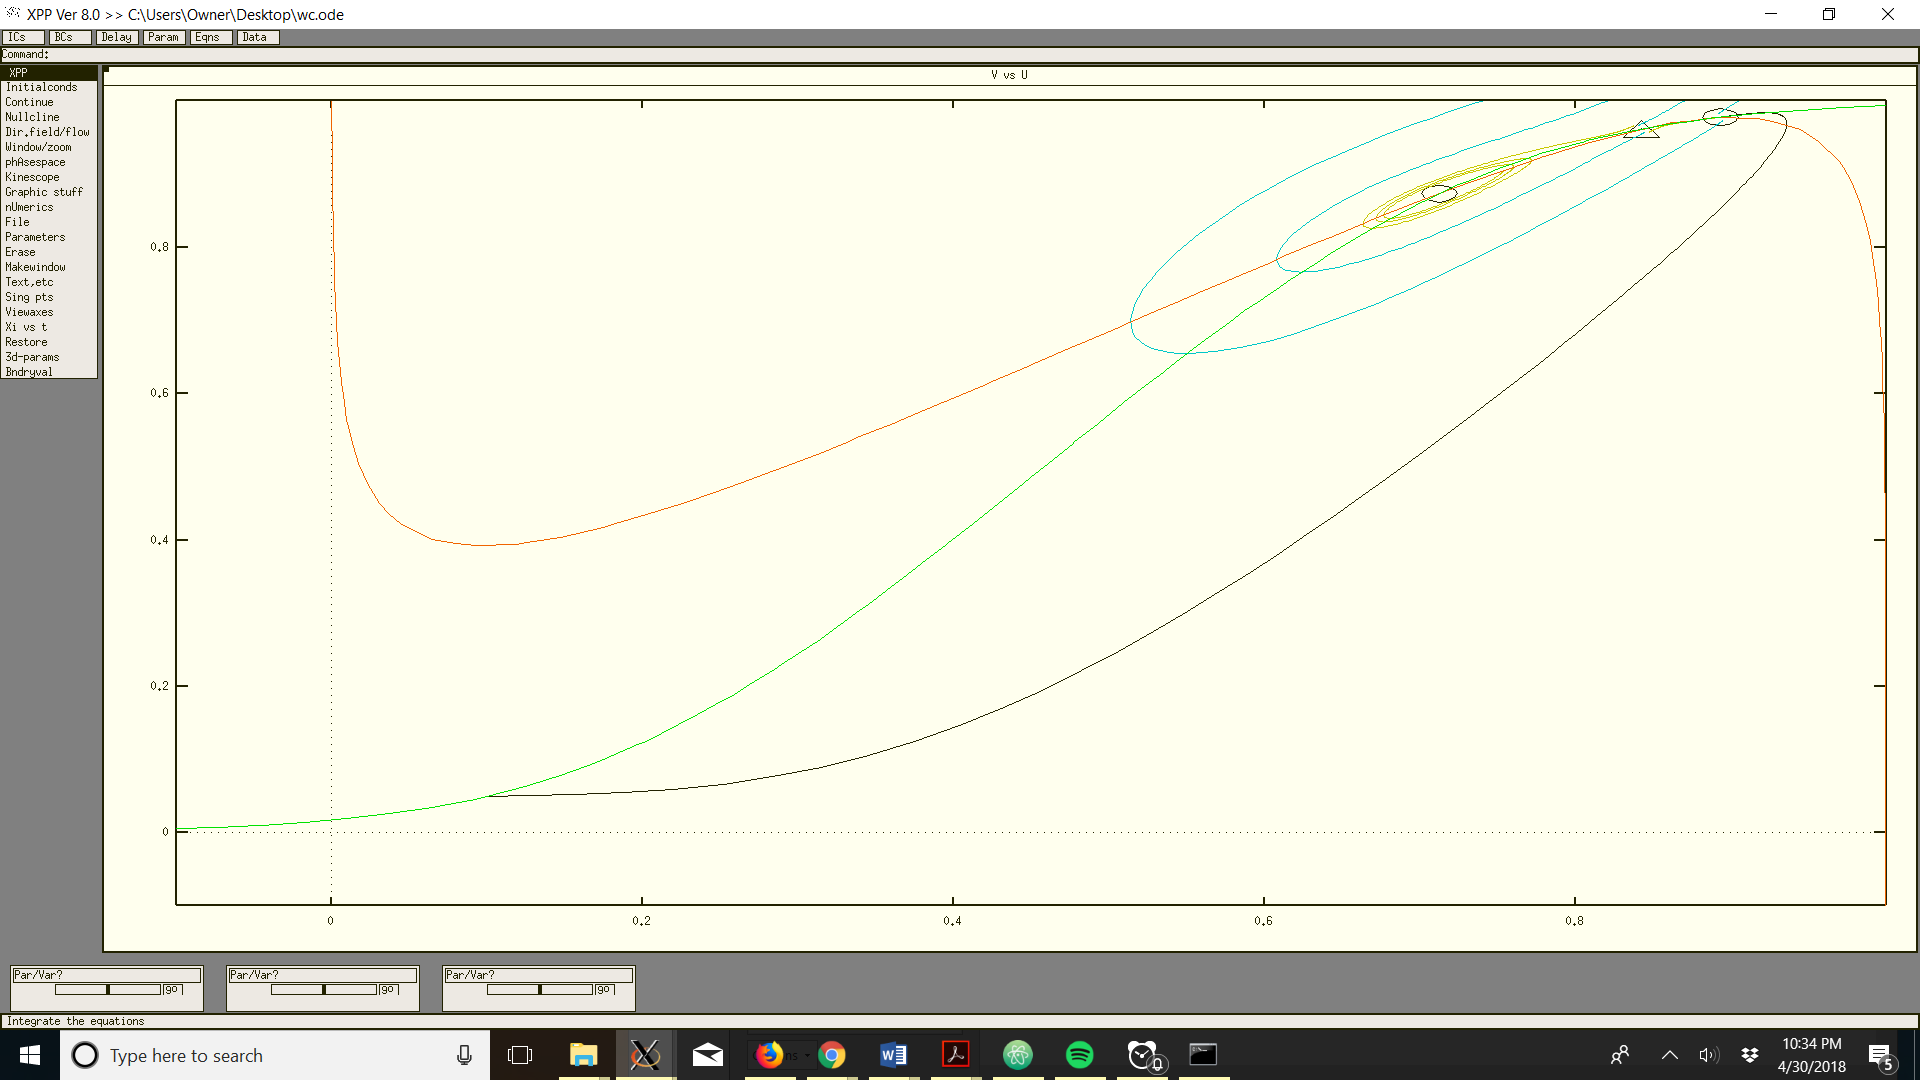 XPP Ver 8.0 >> C:\Users\Owner\Desktop\wc.ode
ICs BCs Delay Param Eqns Data
Command:
V vs U
XPP
Initialconds
Continue
Nullcline
Dir.field/flow
Window/zoom
phAsespace
Kinescope
Graphic stuff
nUmerics
File
Parameters
Erase
Makewindow
Text,etc
Sing pts
Viewaxes
Xi vs t
Restore
3d-params
Bndryval
0.8
0.6
0.4
0.2
0
0 0.2 0.4 0.6 0.8
Par/Var? Par/Var? Par/Var?
go go go
Integrate the equations
Type here to search
10:34 PM
4/30/2018
5